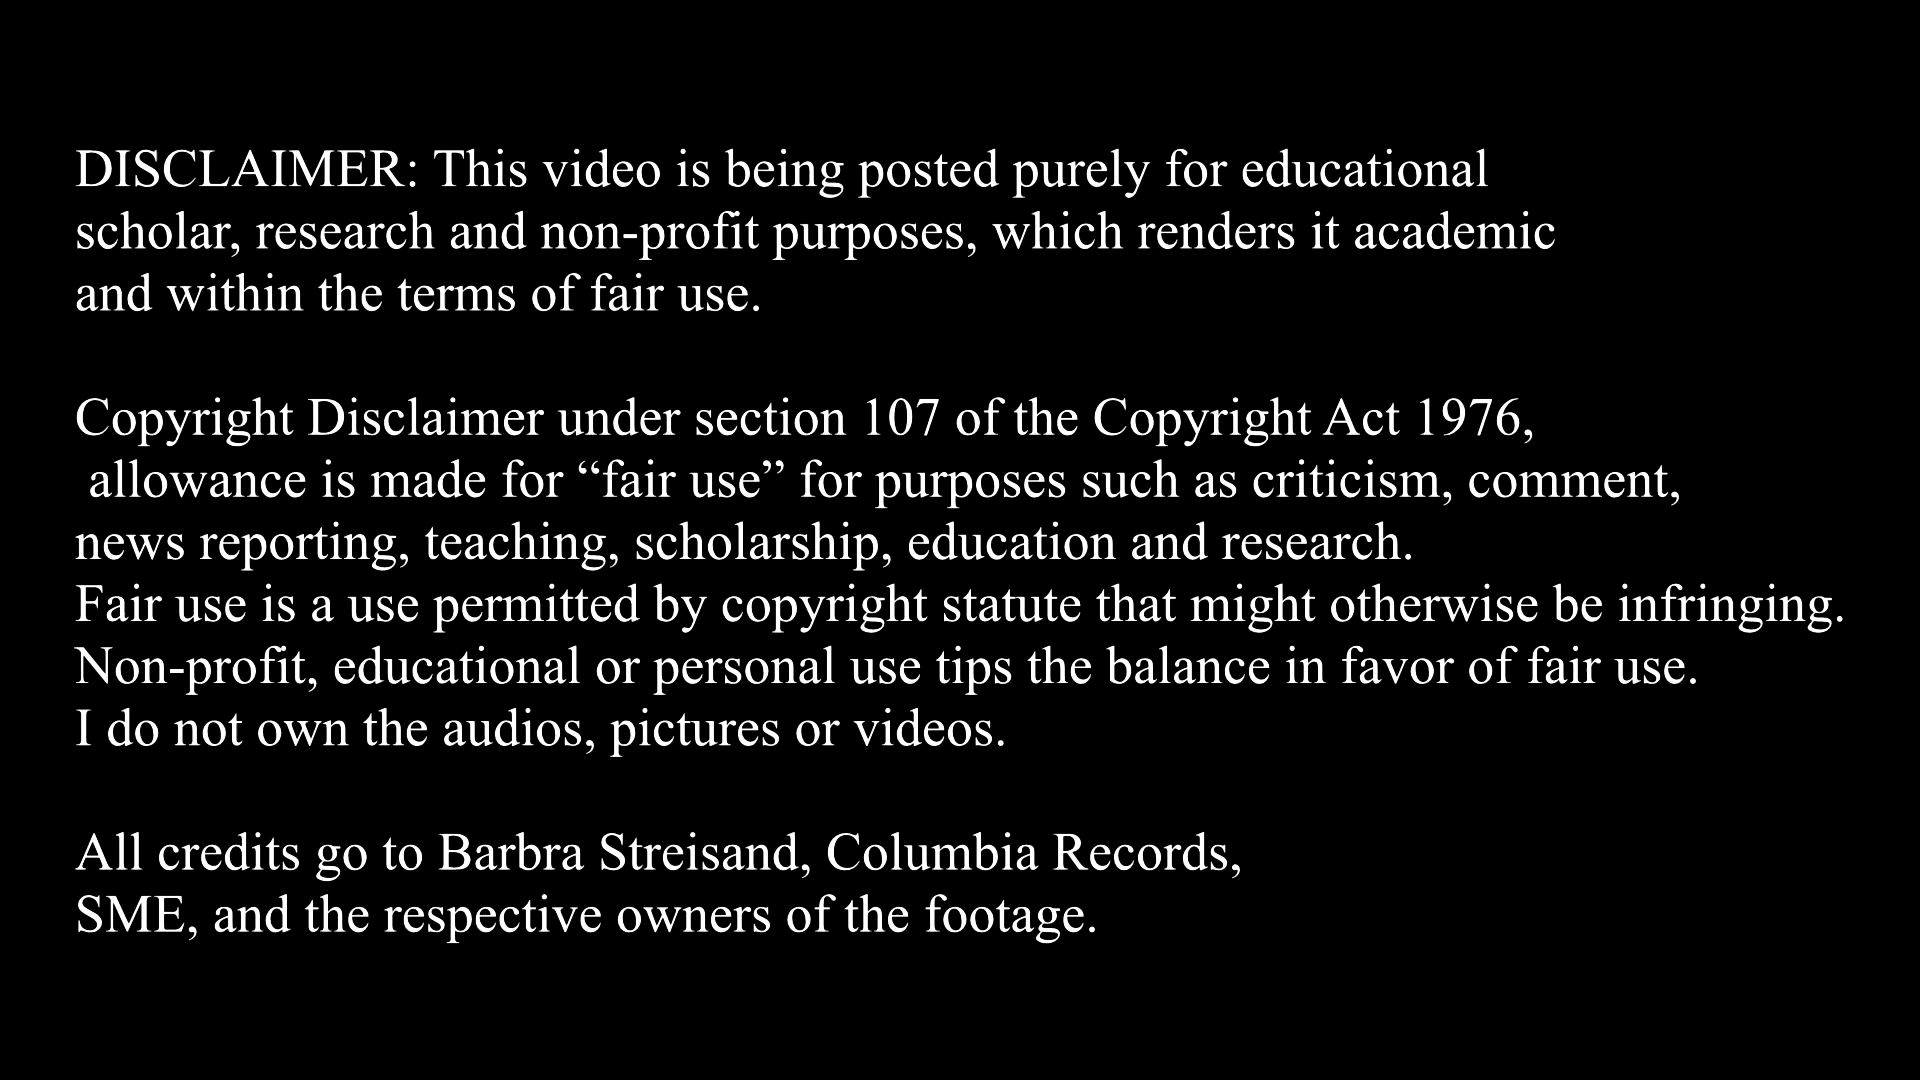 DISCLAIMER: This video is being posted purely for educational
scholar, research and non-profit purposes, which renders it academic
and within the terms of fair use.
Copyright Disclaimer under section 107 of the Copyright Act 1976,
allowance is made for “fair use” for purposes such as criticism, comment,
news reporting, teaching, scholarship, education and research.
Fair use is a use permitted by copyright statute that might otherwise be infringing.
Non-profit, educational or personal use tips the balance in favor of fair use.
I do not own the audios, pictures or videos.
All credits go to Barbra Streisand, Columbia Records,
SME, and the respective owners of the footage.